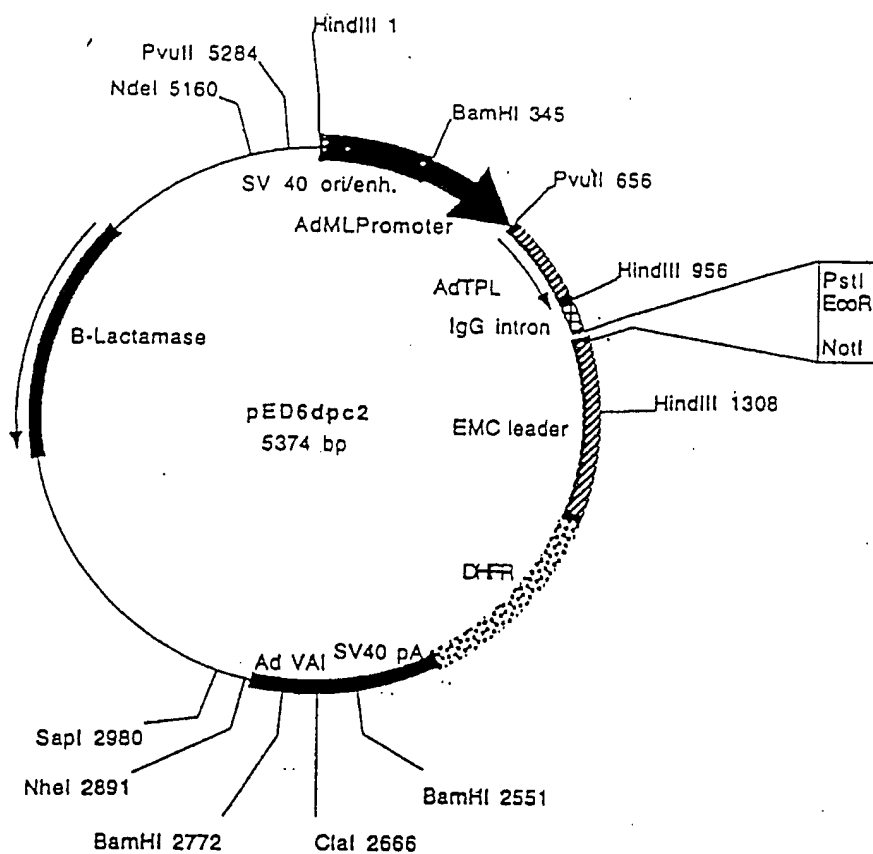 HindIII 1
PvuII 5284
NdeI 5160
BamHI 345
SV 40 ori/enh.
PvuII 656
AdMLPromoter
HindIII 956
AdTPL
PstI
EcoR
IgG intron
NotI
B-Lactamase
HindIII 1308
pED6dpc2
EMC leader
5374 bp
DHFR
Ad VAI
SV40 pA
SapI 2980
NheI 2891
BamHI 2551
BamHI 2772
ClaI 2666